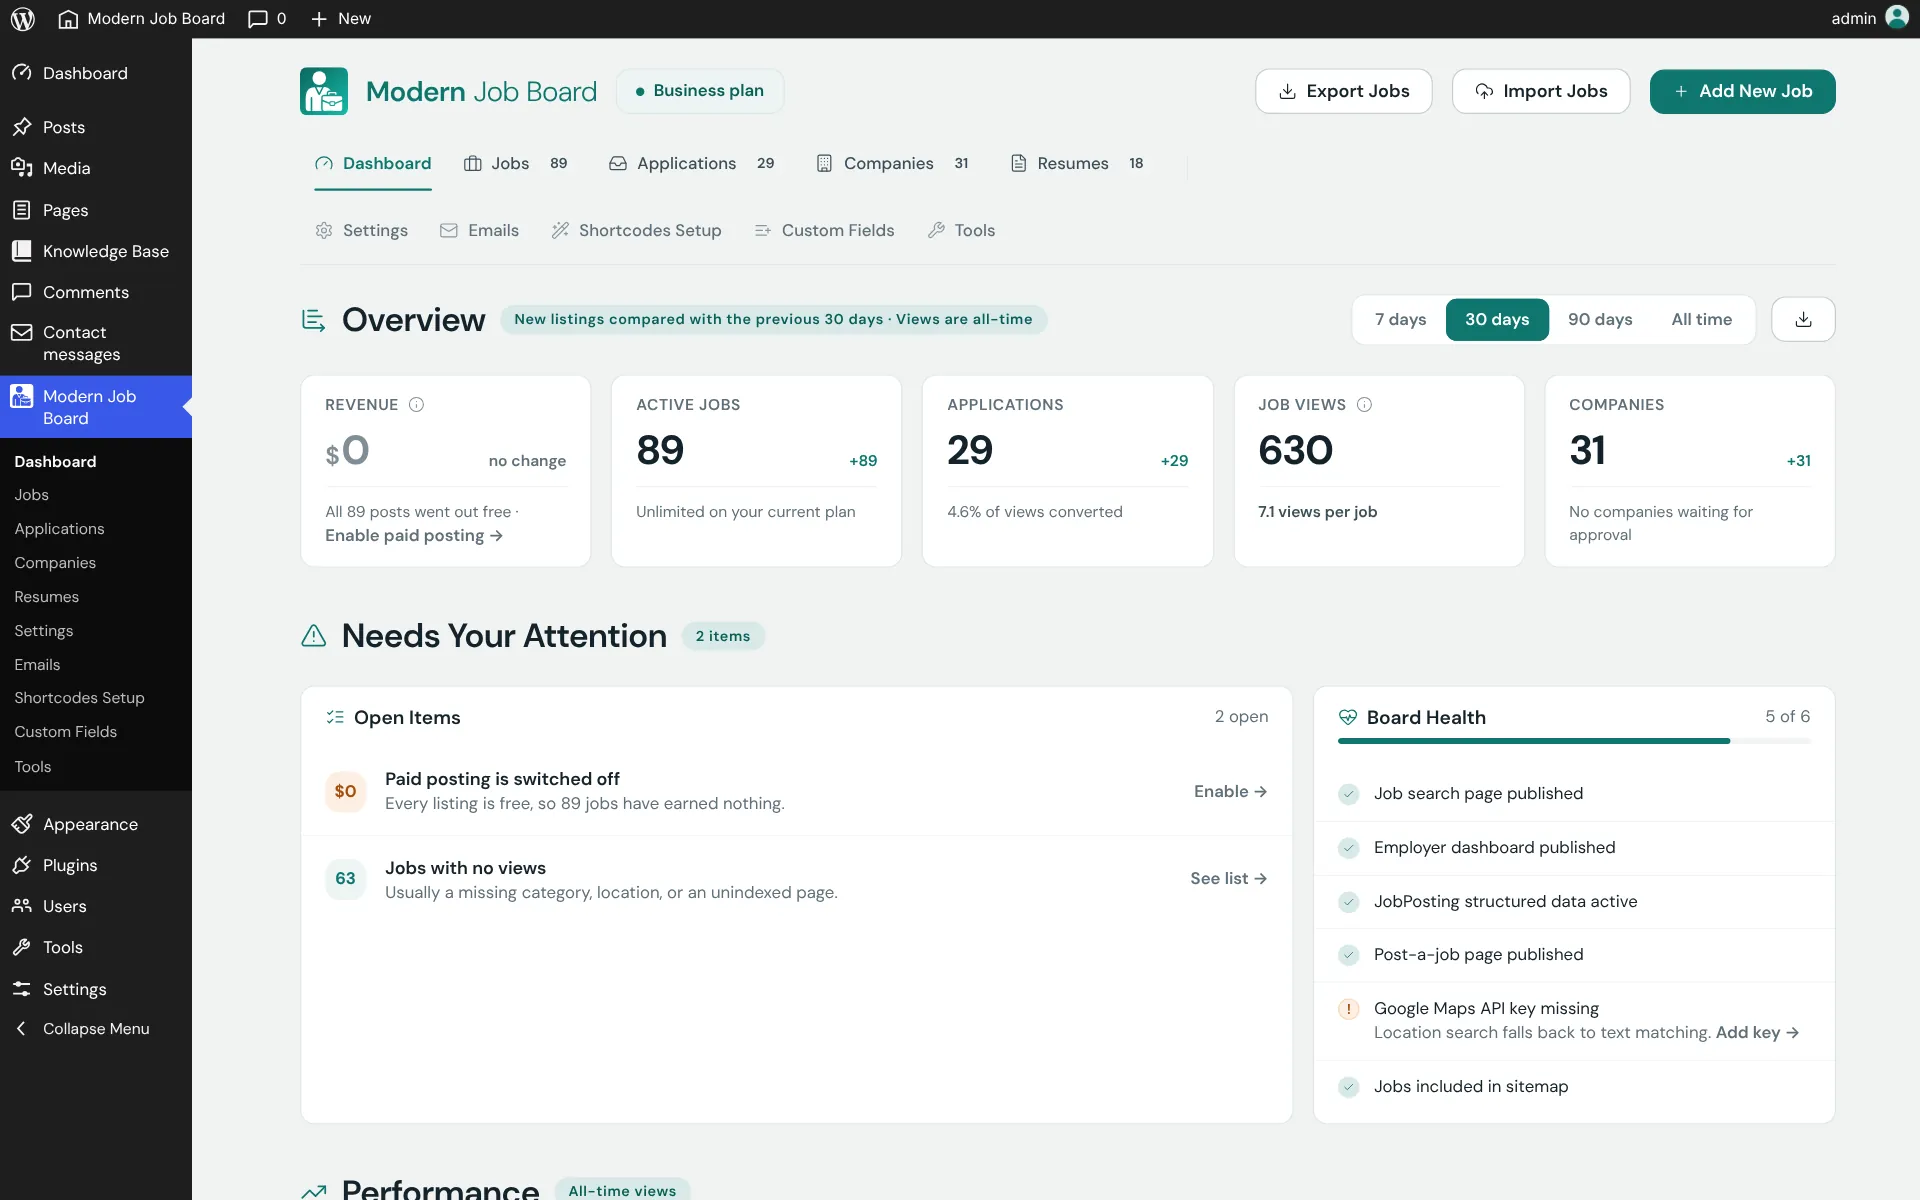 Modern Job Board 0 New admin
Dashboard
Posts
Media
Pages
Knowledge Base
Comments
Contact
messages
Modern Job
Board
Dashboard
Jobs
Applications
Companies
Resumes
Settings
Emails
Shortcodes Setup
Custom Fields
Tools
Appearance
Plugins
Users
Tools
Settings
Collapse Menu
Modern Job Board Business plan Export Jobs Import Jobs + Add New Job
Dashboard Jobs 89 Applications 29 Companies 31 Resumes 18
Settings Emails Shortcodes Setup Custom Fields Tools
Overview New listings compared with the previous 30 days · Views are all-time 7 days 30 days 90 days All time
REVENUE
$0 no change
All 89 posts went out free ·
Enable paid posting →
ACTIVE JOBS
89 +89
Unlimited on your current plan
APPLICATIONS
29 +29
4.6% of views converted
JOB VIEWS
630
7.1 views per job
COMPANIES
31 +31
No companies waiting for
approval
Needs Your Attention 2 items
Open Items 2 open
$0 Paid posting is switched off
Every listing is free, so 89 jobs have earned nothing.
Enable →
63 Jobs with no views
Usually a missing category, location, or an unindexed page.
See list →
Board Health 5 of 6
Job search page published
Employer dashboard published
JobPosting structured data active
Post-a-job page published
! Google Maps API key missing
Location search falls back to text matching. Add key →
Jobs included in sitemap
Performance All-time views